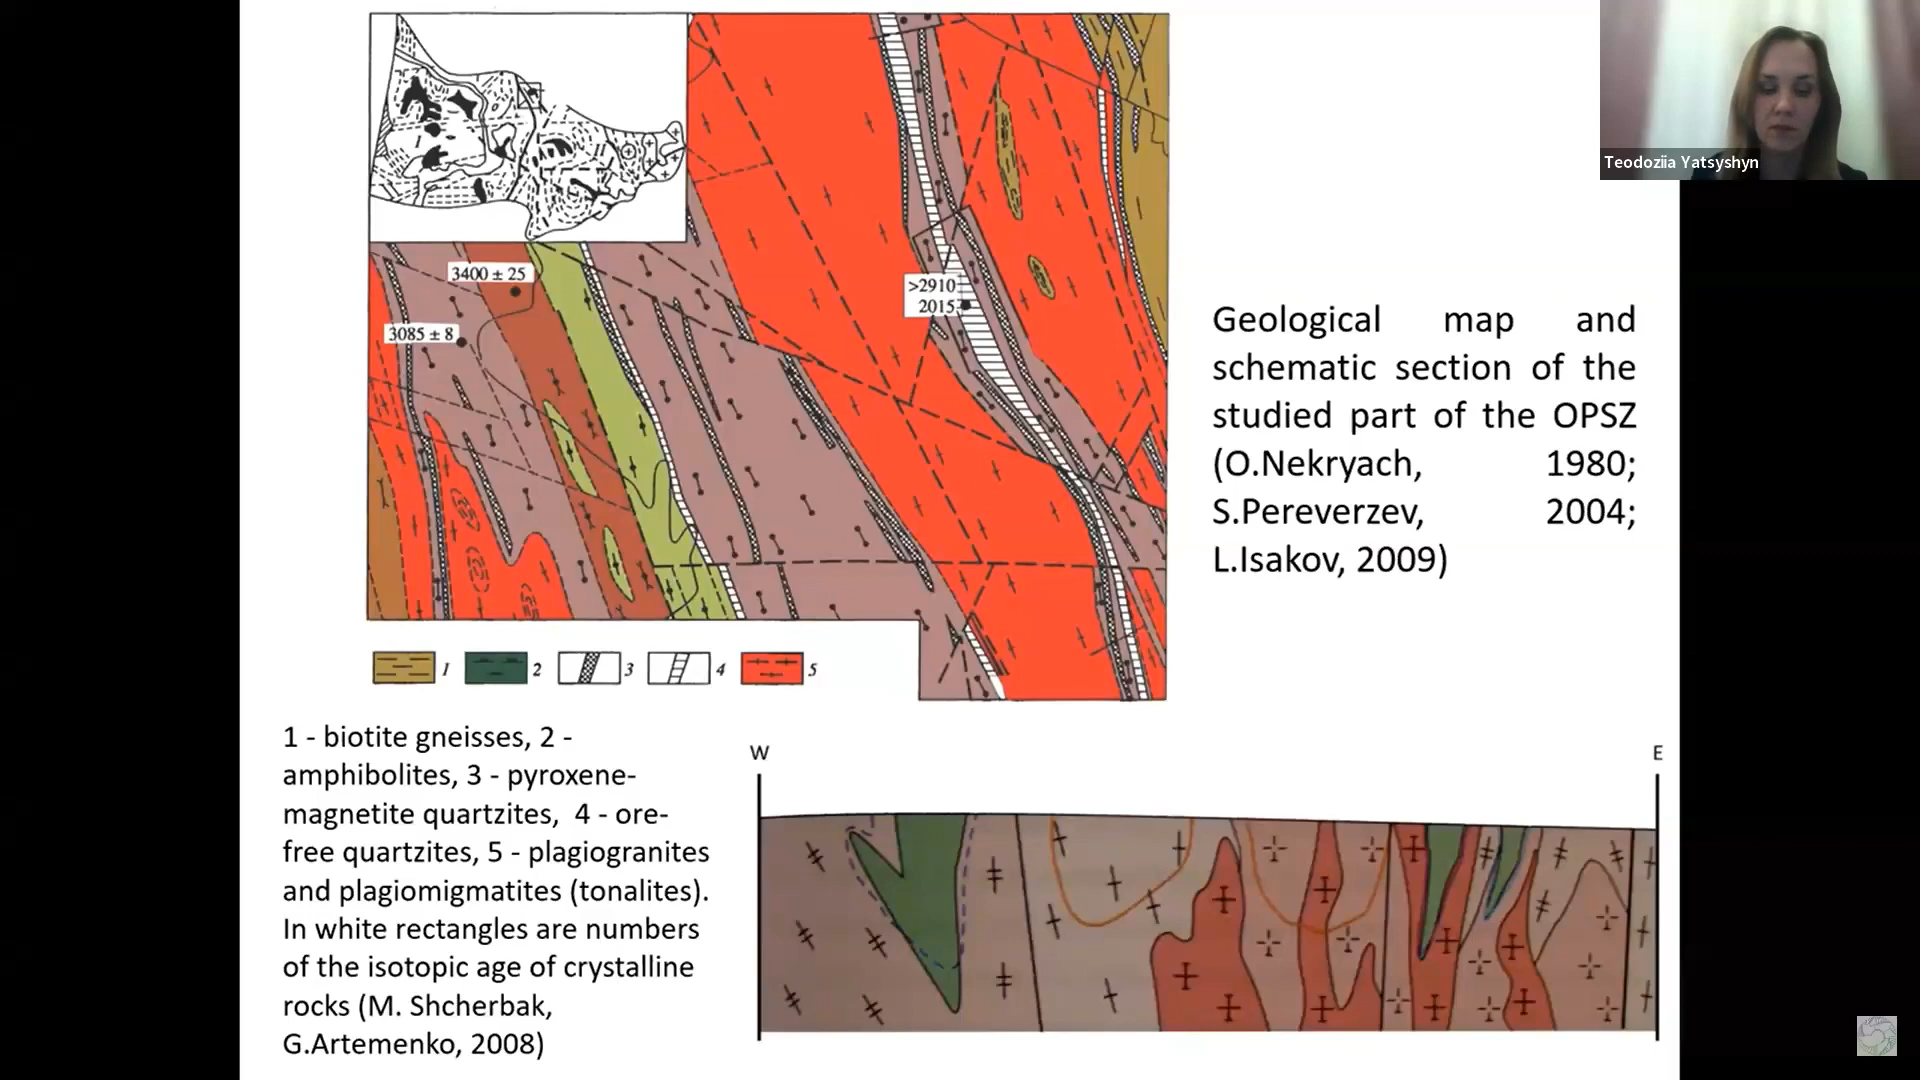 Teodoziia Yatsyshyn
3400 ± 25
3085 ± 8
>2910
2015
Geological map and
schematic section of the
studied part of the OPSZ
(O.Nekryach, 1980;
S.Pereverzev, 2004;
L.Isakov, 2009)
1 2 3 4 5
1 - biotite gneisses, 2 -
amphibolites, 3 - pyroxene-
magnetite quartzites, 4 - ore-
free quartzites, 5 - plagiogranites
and plagiomigmatites (tonalites).
In white rectangles are numbers
of the isotopic age of crystalline
rocks (M. Shcherbak,
G.Artemenko, 2008)
W E